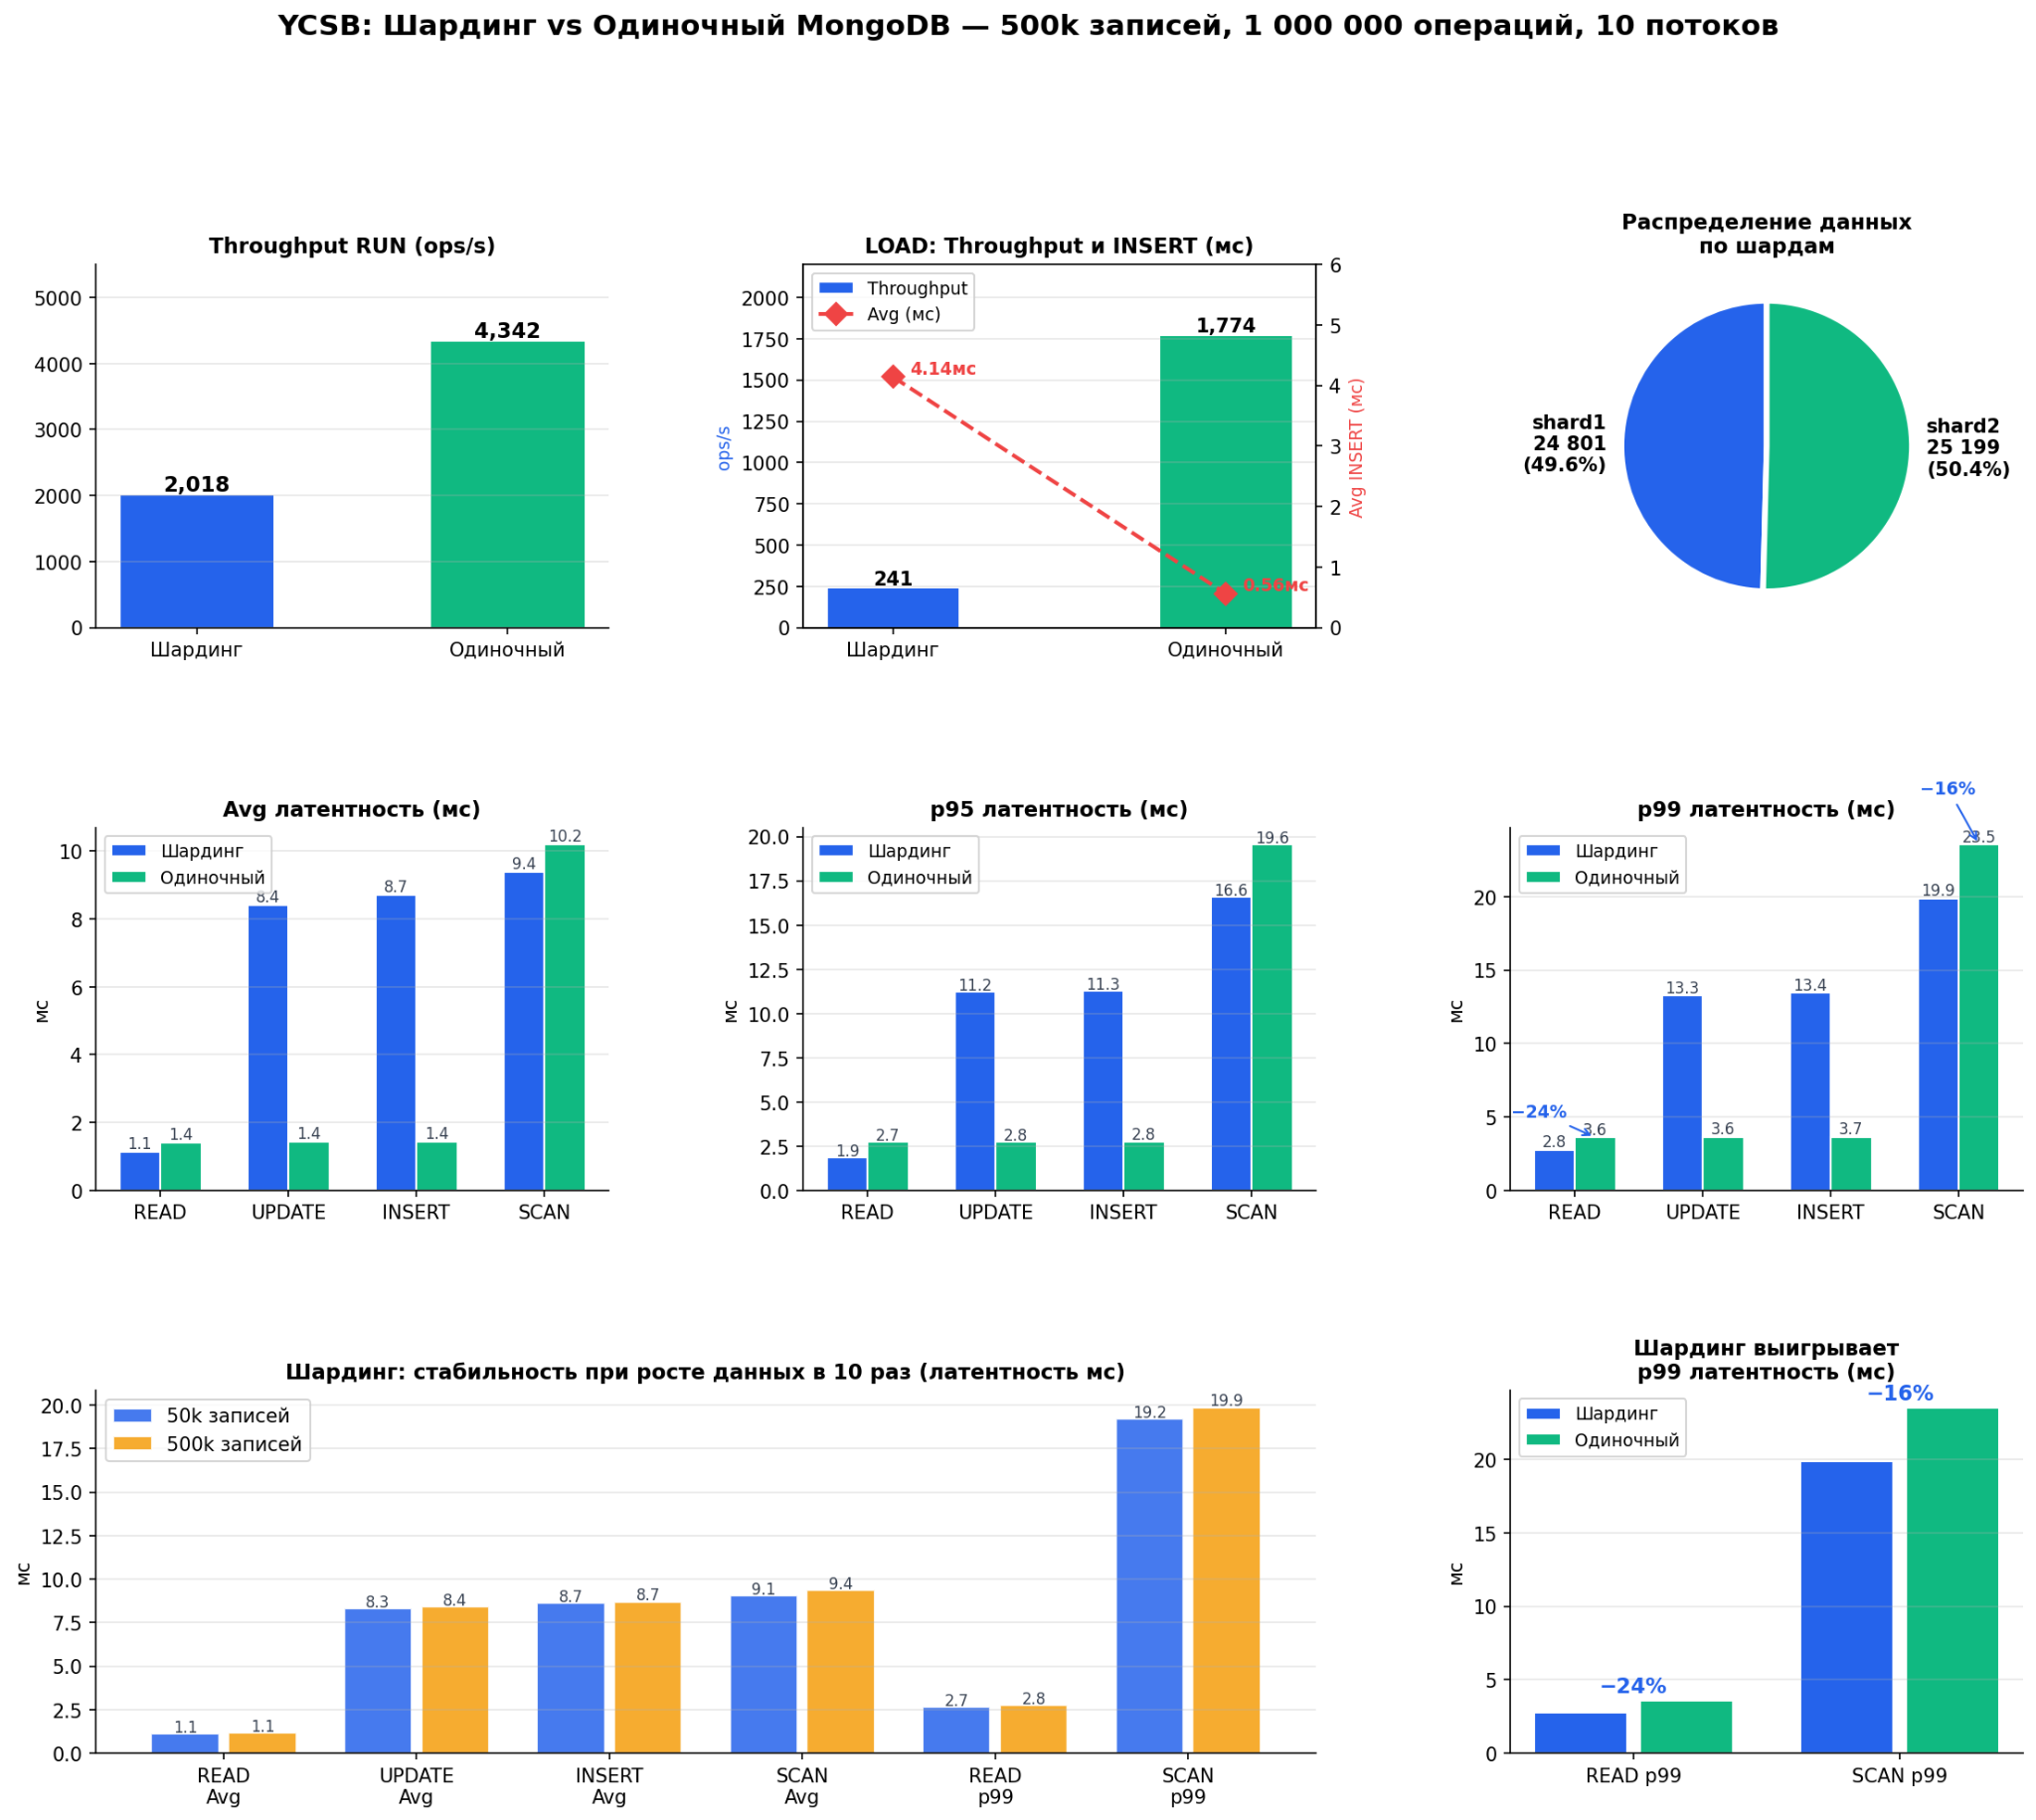 YCSB: Шардинг vs Одиночный MongoDB — 500k записей, 1 000 000 операций, 10 потоков
Throughput RUN (ops/s)
5000
4000
3000
2000
1000
0
2,018
4,342
Шардинг
Одиночный
LOAD: Throughput и INSERT (мс)
Throughput
Avg (мс)
ops/s
2000
1750
1500
1250
1000
750
500
250
0
4.14мс
241
1,774
0.56мс
6
5
4
3
2
1
0
Avg INSERT (мс)
Шардинг
Одиночный
Распределение данных
по шардам
shard1
24 801
(49.6%)
shard2
25 199
(50.4%)
Avg латентность (мс)
Шардинг
Одиночный
мс
10
8
6
4
2
0
1.1
1.4
8.4
1.4
8.7
1.4
9.4
10.2
READ
UPDATE
INSERT
SCAN
p95 латентность (мс)
Шардинг
Одиночный
мс
20.0
17.5
15.0
12.5
10.0
7.5
5.0
2.5
0.0
1.9
2.7
11.2
2.8
11.3
2.8
16.6
19.6
READ
UPDATE
INSERT
SCAN
−16%
p99 латентность (мс)
Шардинг
Одиночный
мс
20
15
10
5
0
−24%
2.8
3.6
13.3
3.6
13.4
3.7
19.9
23.5
READ
UPDATE
INSERT
SCAN
Шардинг: стабильность при росте данных в 10 раз (латентность мс)
50k записей
500k записей
мс
20.0
17.5
15.0
12.5
10.0
7.5
5.0
2.5
0.0
1.1
1.1
8.3
8.4
8.7
8.7
9.1
9.4
2.7
2.8
19.2
19.9
READ
Avg
UPDATE
Avg
INSERT
Avg
SCAN
Avg
READ
p99
SCAN
p99
Шардинг выигрывает
p99 латентность (мс)
−16%
Шардинг
Одиночный
мс
20
15
10
5
0
−24%
READ p99
SCAN p99